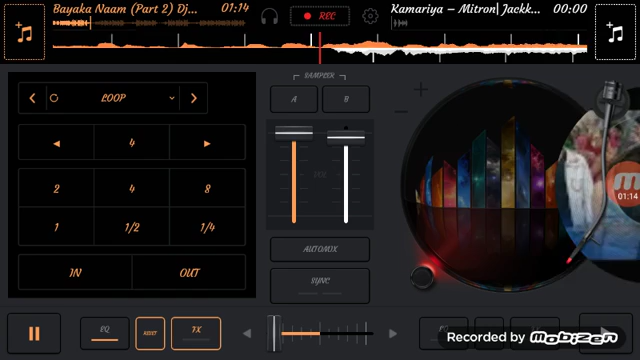 Bayaka Naam (Part 2) Dj... 01:14
REC
Kamariya – Mitron| Jackk... 00:00
SAMPLER
A B
LOOP
4
2 4 8
1 1/2 1/4
IN OUT
AUTOMIX
SYNC
01:14
EQ RESET FX
Recorded by Mobizen